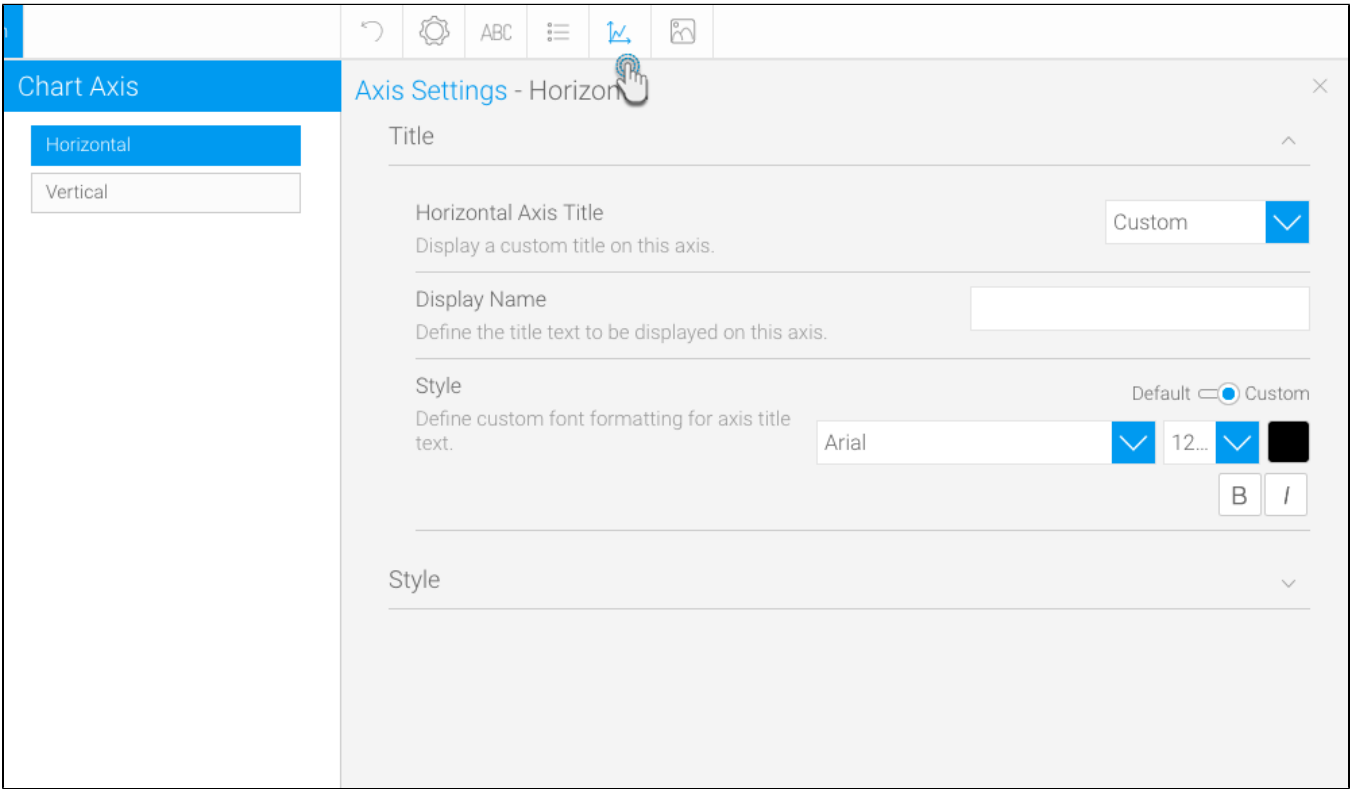 ABC
Chart Axis
Axis Settings - Horizon
Title
Horizontal
Vertical
Horizontal Axis Title
Custom
Display a custom title on this axis.
Display Name
Define the title text to be displayed on this axis.
Style
Default Custom
Define custom font formatting for axis title
text.
Arial 12...
B I
Style